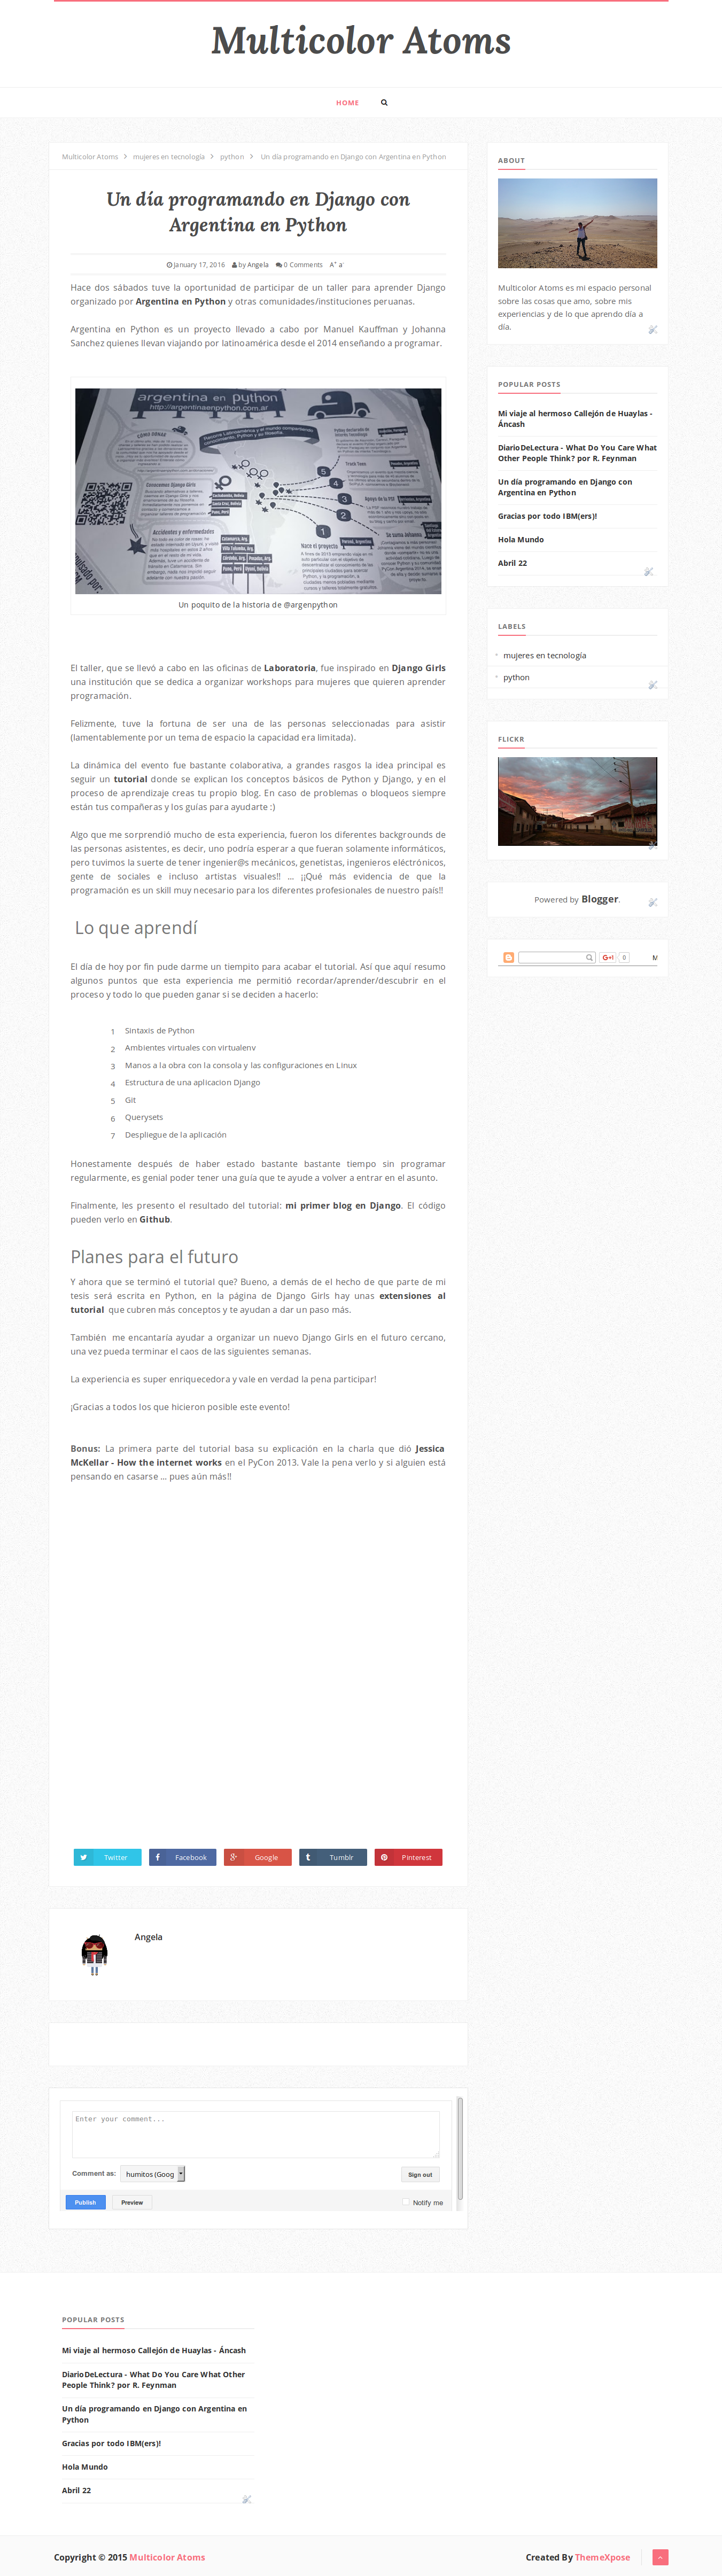 Multicolor Atoms
HOME
Multicolor Atoms > mujeres en tecnología > python > Un día programando en Django con Argentina en Python
Un día programando en Django con
Argentina en Python
January 17, 2016 by Angela 0 Comments A+ a-
Hace dos sábados tuve la oportunidad de participar de un taller para aprender Django
organizado por Argentina en Python y otras comunidades/instituciones peruanas.
Argentina en Python es un proyecto llevado a cabo por Manuel Kauffman y Johanna
Sanchez quienes llevan viajando por latinoamérica desde el 2014 enseñando a programar.
argentina en python
http://argentinaenpython.com.ar
Un poquito de la historia de @argenpython
El taller, que se llevó a cabo en las oficinas de Laboratoria, fue inspirado en Django Girls
una institución que se dedica a organizar workshops para mujeres que quieren aprender
programación.
Felizmente, tuve la fortuna de ser una de las personas seleccionadas para asistir
(lamentablemente por un tema de espacio la capacidad era limitada).
La dinámica del evento fue bastante colaborativa, a grandes rasgos la idea principal es
seguir un tutorial donde se explican los conceptos básicos de Python y Django, y en el
proceso de aprendizaje creas tu propio blog. En caso de problemas o bloqueos siempre
están tus compañeras y los guías para ayudarte :)
Algo que me sorprendió mucho de esta experiencia, fueron los diferentes backgrounds de
las personas asistentes, es decir, uno podría esperar a que fueran solamente informáticos,
pero tuvimos la suerte de tener ingenier@s mecánicos, genetistas, ingenieros eléctrónicos,
gente de sociales e incluso artistas visuales!! ... ¡¡Qué más evidencia de que la
programación es un skill muy necesario para los diferentes profesionales de nuestro país!!
Lo que aprendí
El día de hoy por fin pude darme un tiempito para acabar el tutorial. Así que aquí resumo
algunos puntos que esta experiencia me permitió recordar/aprender/descubrir en el
proceso y todo lo que pueden ganar si se deciden a hacerlo:
1 Sintaxis de Python
2 Ambientes virtuales con virtualenv
3 Manos a la obra con la consola y las configuraciones en Linux
4 Estructura de una aplicacion Django
5 Git
6 Querysets
7 Despliegue de la aplicación
Honestamente después de haber estado bastante bastante tiempo sin programar
regularmente, es genial poder tener una guía que te ayude a volver a entrar en el asunto.
Finalmente, les presento el resultado del tutorial: mi primer blog en Django. El código
pueden verlo en Github.
Planes para el futuro
Y ahora que se terminó el tutorial que? Bueno, a demás de el hecho de que parte de mi
tesis será escrita en Python, en la página de Django Girls hay unas extensiones al
tutorial que cubren más conceptos y te ayudan a dar un paso más.
También me encantaría ayudar a organizar un nuevo Django Girls en el futuro cercano,
una vez pueda terminar el caos de las siguientes semanas.
La experiencia es super enriquecedora y vale en verdad la pena participar!
¡Gracias a todos los que hicieron posible este evento!
Bonus: La primera parte del tutorial basa su explicación en la charla que dió Jessica
McKellar - How the internet works en el PyCon 2013. Vale la pena verlo y si alguien está
pensando en casarse ... pues aún más!!
Twitter Facebook Google Tumblr Pinterest
Angela
Enter your comment...
Comment as: humitos (Goog
Sign out
Publish Preview
Notify me
ABOUT
Multicolor Atoms es mi espacio personal
sobre las cosas que amo, sobre mis
experiencias y de lo que aprendo día a
día.
POPULAR POSTS
Mi viaje al hermoso Callejón de Huaylas -
Áncash
DiarioDeLectura - What Do You Care What
Other People Think? por R. Feynman
Un día programando en Django con
Argentina en Python
Gracias por todo IBM(ers)!
Hola Mundo
Abril 22
LABELS
mujeres en tecnología
python
FLICKR
Powered by Blogger.
G+1 0 M
POPULAR POSTS
Mi viaje al hermoso Callejón de Huaylas - Áncash
DiarioDeLectura - What Do You Care What Other
People Think? por R. Feynman
Un día programando en Django con Argentina en
Python
Gracias por todo IBM(ers)!
Hola Mundo
Abril 22
Copyright © 2015 Multicolor Atoms
Created By ThemeXpose